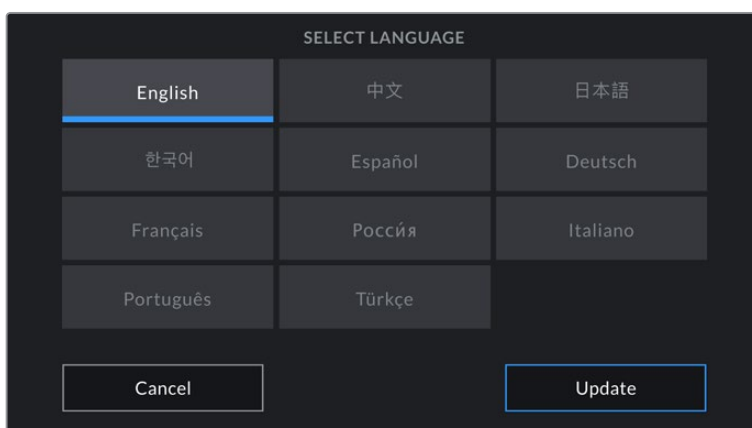 SELECT LANGUAGE
English
中文
日本語
한국어
Español
Deutsch
Français
Росси́я
Italiano
Português
Türkçe
Cancel
Update